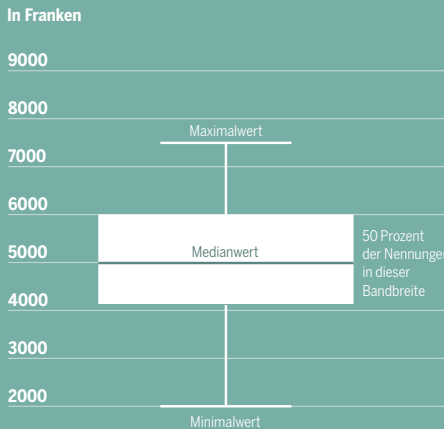 In Franken
9000
8000
Maximalwert
7000
6000
50 Prozent
der Nennungen
in dieser
Bandbreite
Medianwert
5000
4000
3000
2000
Minimalwert